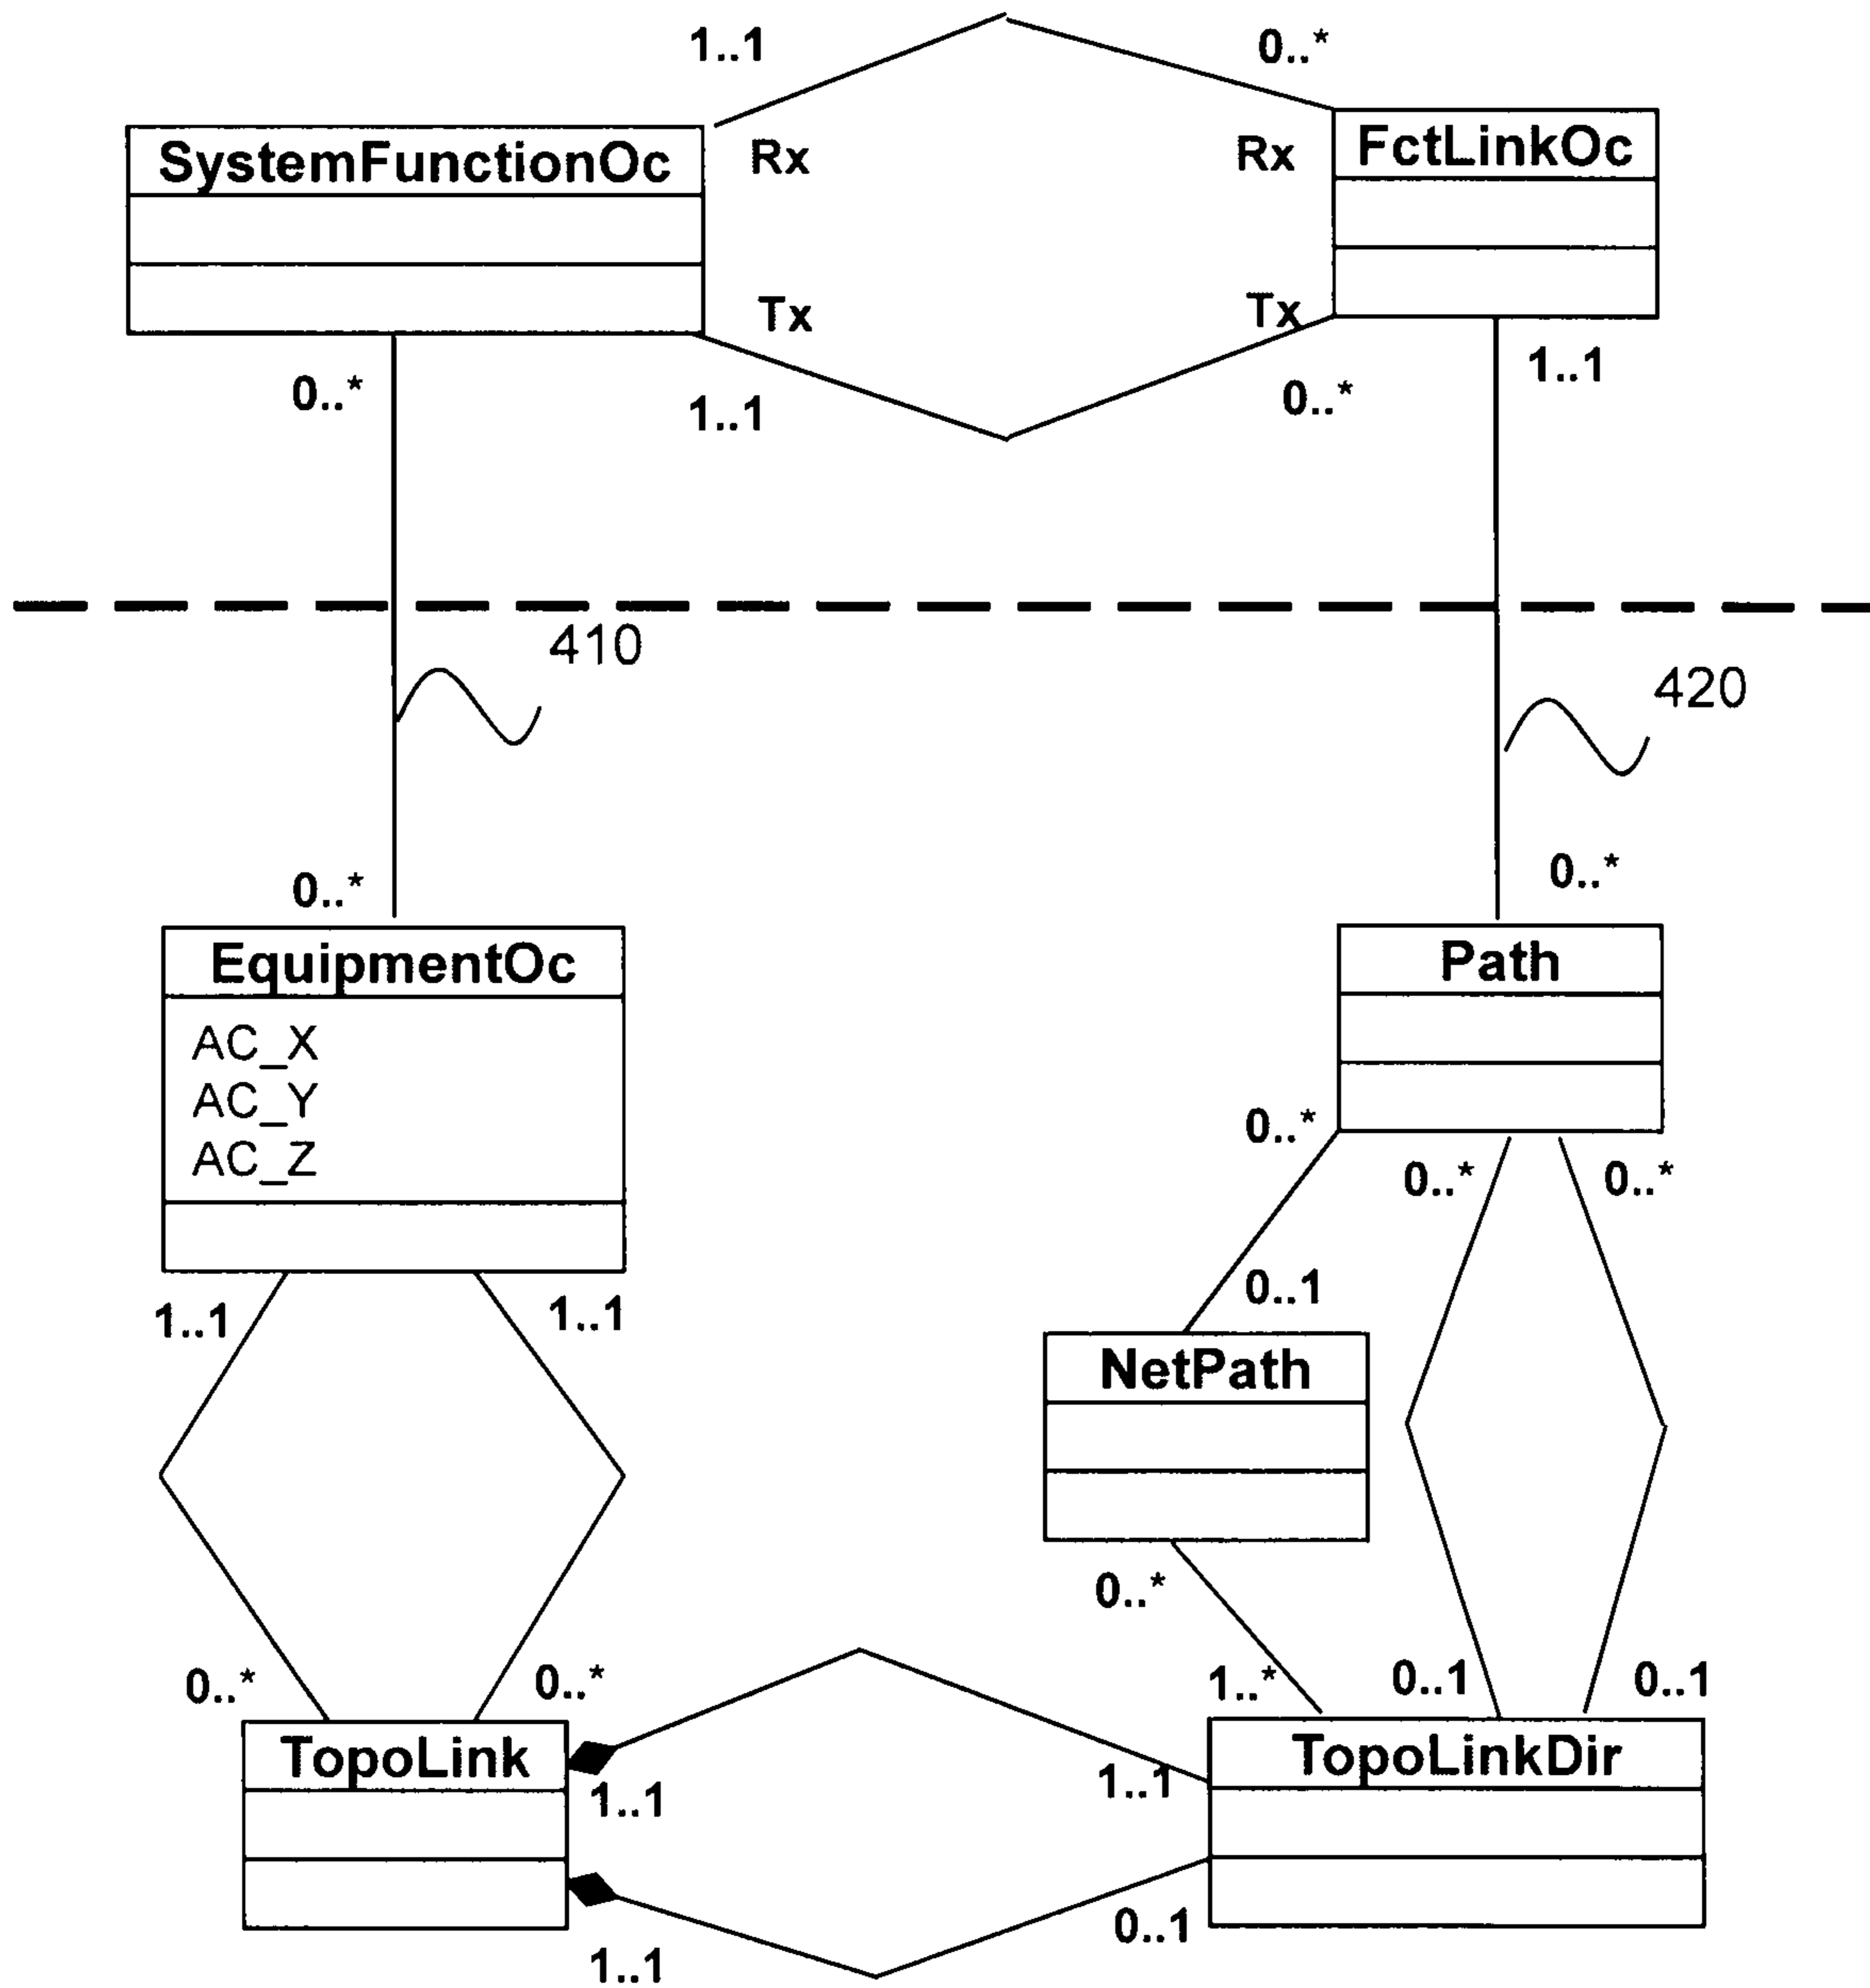 1..1
0..*
SystemFunctionOc
Rx
Rx
FctLinkOc
Tx
Tx
0..*
1..1
0..*
1..1
410
420
0..*
0..*
EquipmentOc
AC_X
AC_Y
AC_Z
Path
0..*
0..*
0..*
1..1
1..1
0..1
NetPath
0..*
0..*
0..*
1..*
0..1
0..1
TopoLink
TopoLinkDir
1..1
1..1
1..1
0..1